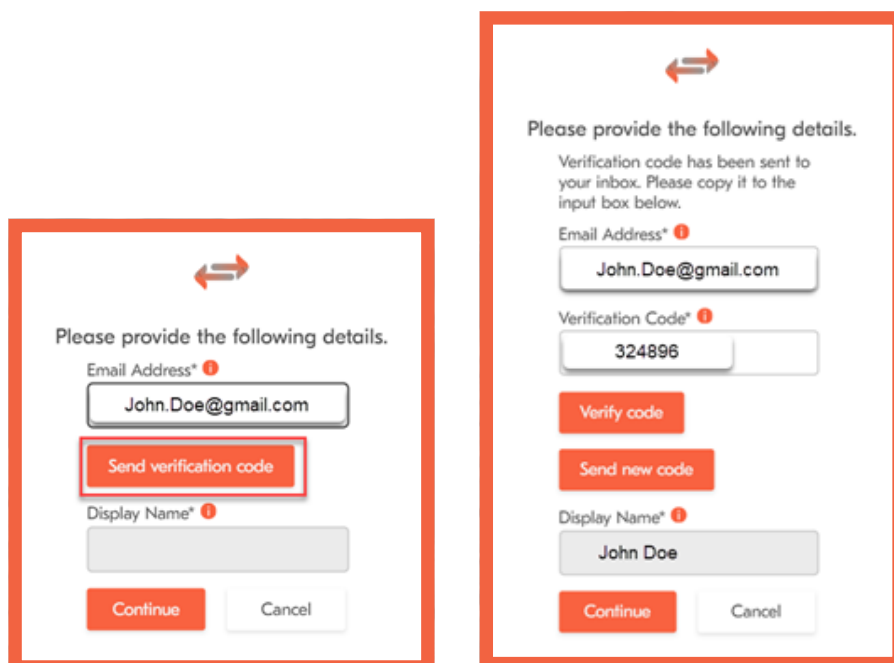 Please provide the following details.
Email Address*
John.Doe@gmail.com
Send verification code
Display Name*
Continue Cancel
Please provide the following details.
Verification code has been sent to
your inbox. Please copy it to the
input box below.
Email Address*
John.Doe@gmail.com
Verification Code*
324896
Verify code
Send new code
Display Name*
John Doe
Continue Cancel